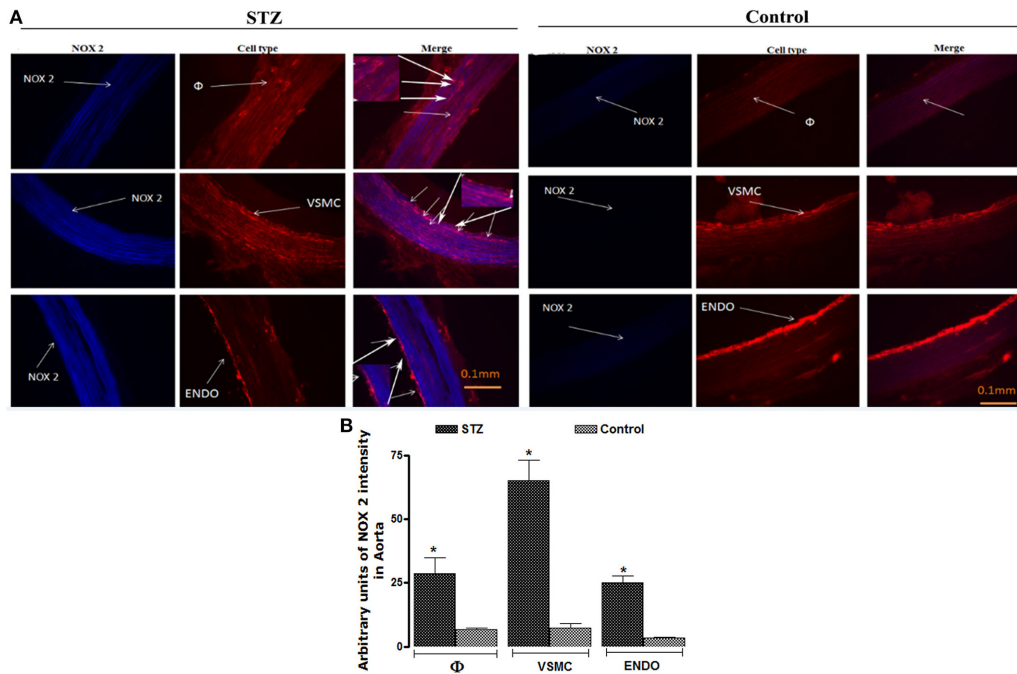 A
STZ
Control
NOX 2
Cell type
Merge
NOX 2
Cell type
Merge
NOX 2
Φ
NOX 2
Φ
NOX 2
VSMC
NOX 2
VSMC
NOX 2
ENDO
0.1mm
NOX 2
ENDO
0.1mm
B
STZ
Control
Arbitrary units of NOX 2 intensity
in Aorta
75
50
25
0
*
*
*
Φ
VSMC
ENDO